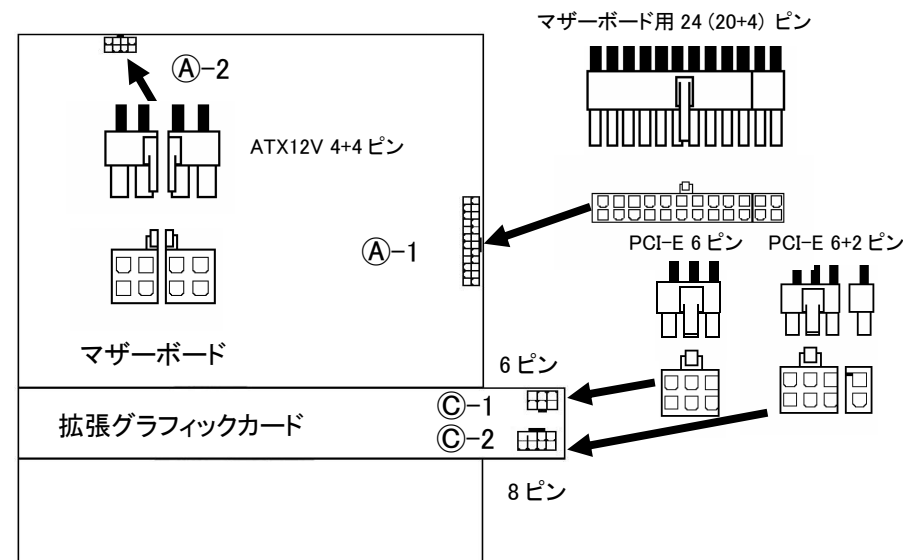 マザーボード用 24 (20+4) ピン
Ⓐ-2
ATX12V 4+4 ピン
Ⓐ-1
PCI-E 6 ピン
PCI-E 6+2 ピン
マザーボード
6 ピン
Ⓒ-1
拡張グラフィックカード
Ⓒ-2
8 ピン